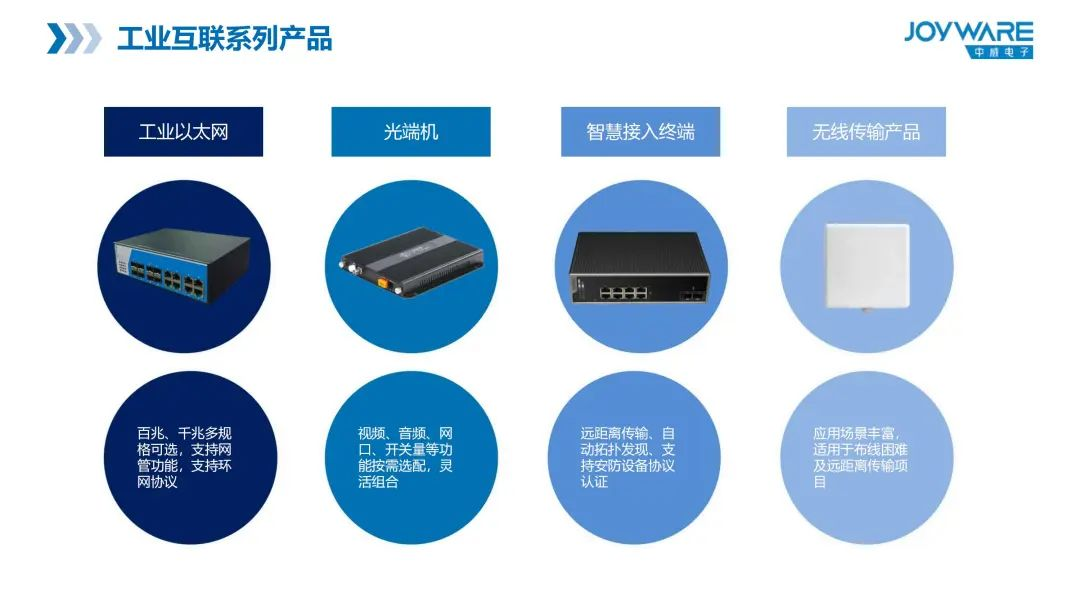 工业互联系列产品
JOYWARE
中威电子
工业以太网
光端机
智慧接入终端
无线传输产品
百兆、千兆多规
格可选，支持网
管功能，支持环
网协议
视频、音频、网
口、开关量等功
能按需选配，灵
活组合
远距离传输、自
动拓扑发现、支
持安防设备协议
认证
应用场景丰富，
适用于布线困难
及远距离传输项
目